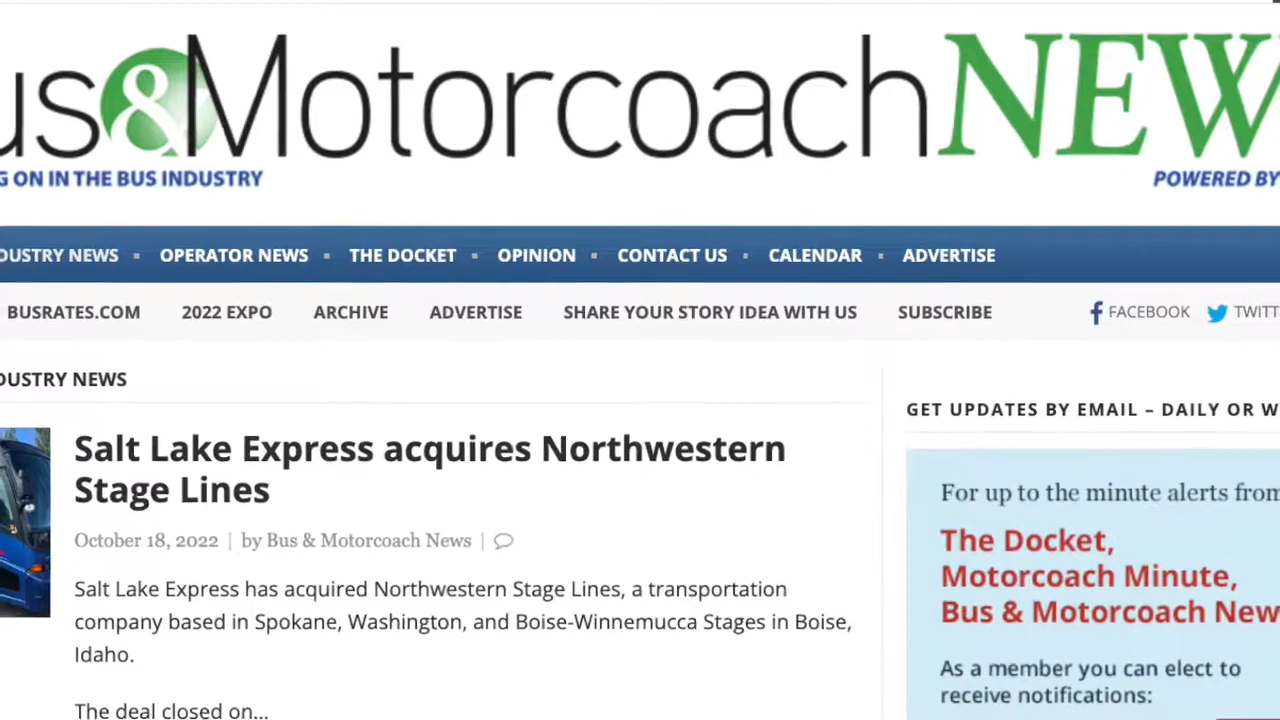 us&MotorcoachNEW
G ON IN THE BUS INDUSTRY
POWERED BY
DUSTRY NEWS ▪ OPERATOR NEWS ▪ THE DOCKET ▪ OPINION ▪ CONTACT US ▪ CALENDAR ▪ ADVERTISE
BUSRATES.COM 2022 EXPO ARCHIVE ADVERTISE SHARE YOUR STORY IDEA WITH US SUBSCRIBE FACEBOOK TWITT
DUSTRY NEWS
Salt Lake Express acquires Northwestern
Stage Lines
October 18, 2022 | by Bus & Motorcoach News |
Salt Lake Express has acquired Northwestern Stage Lines, a transportation
company based in Spokane, Washington, and Boise-Winnemucca Stages in Boise,
Idaho.
The deal closed on...
GET UPDATES BY EMAIL – DAILY OR W
For up to the minute alerts from
The Docket,
Motorcoach Minute,
Bus & Motorcoach New
As a member you can elect to
receive notifications: